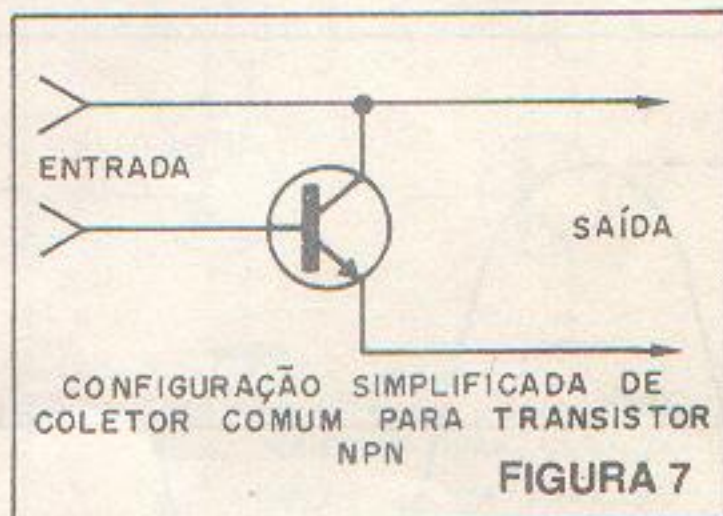 ENTRADA
SAÍDA
CONFIGURAÇÃO SIMPLIFICADA DE
COLETOR COMUM PARA TRANSISTOR
NPN
FIGURA 7